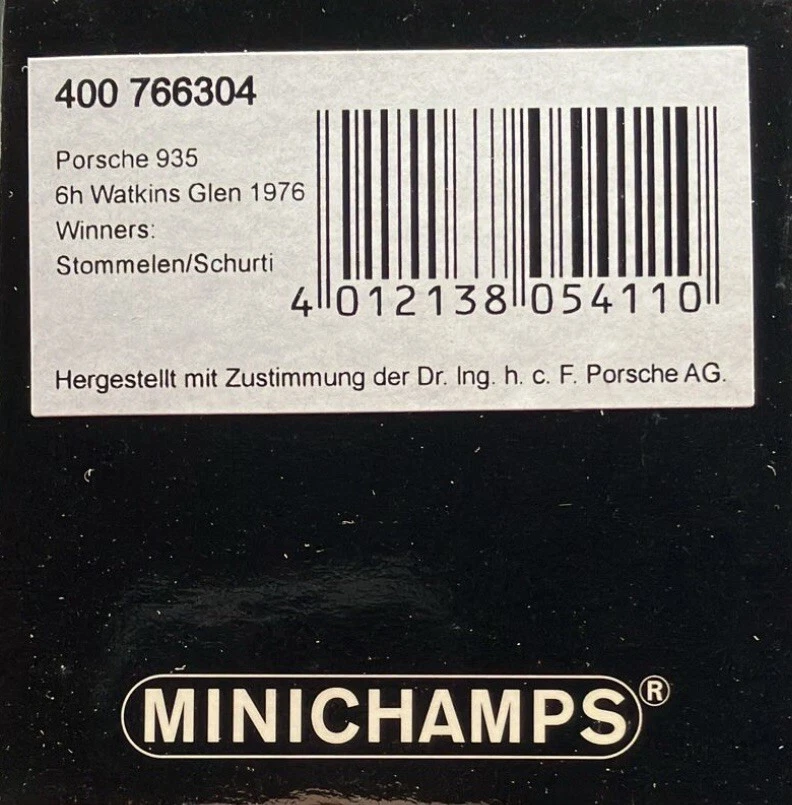 400 766304
Porsche 935
6h Watkins Glen 1976
Winners:
Stommelen/Schurti
4 012138 054110
Hergestellt mit Zustimmung der Dr. Ing. h. c. F. Porsche AG.
MINICHAMPS®